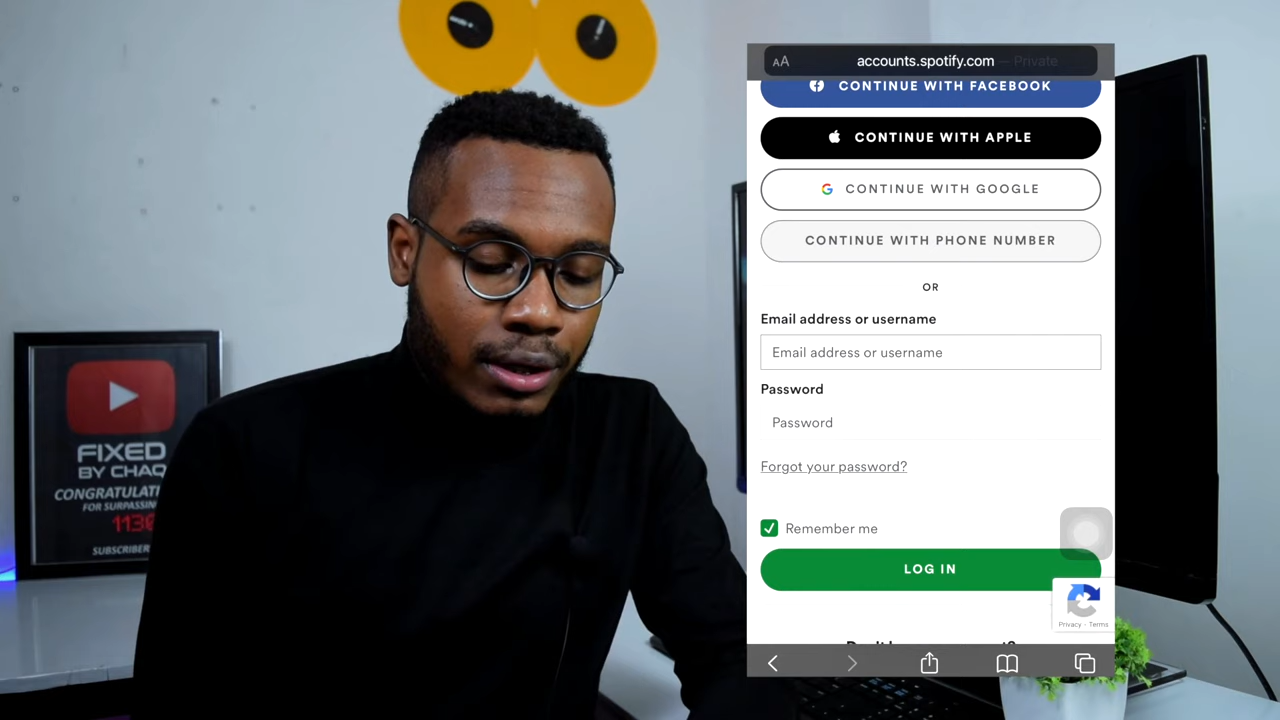 FIXED
BY CHAQ
CONGRATULATI
FOR SURPASSING
1130
SUBSCRIBER
AA
accounts.spotify.com — Private
CONTINUE WITH FACEBOOK
CONTINUE WITH APPLE
CONTINUE WITH GOOGLE
CONTINUE WITH PHONE NUMBER
OR
Email address or username
Email address or username
Password
Password
Forgot your password?
Remember me
LOG IN
Privacy - Terms